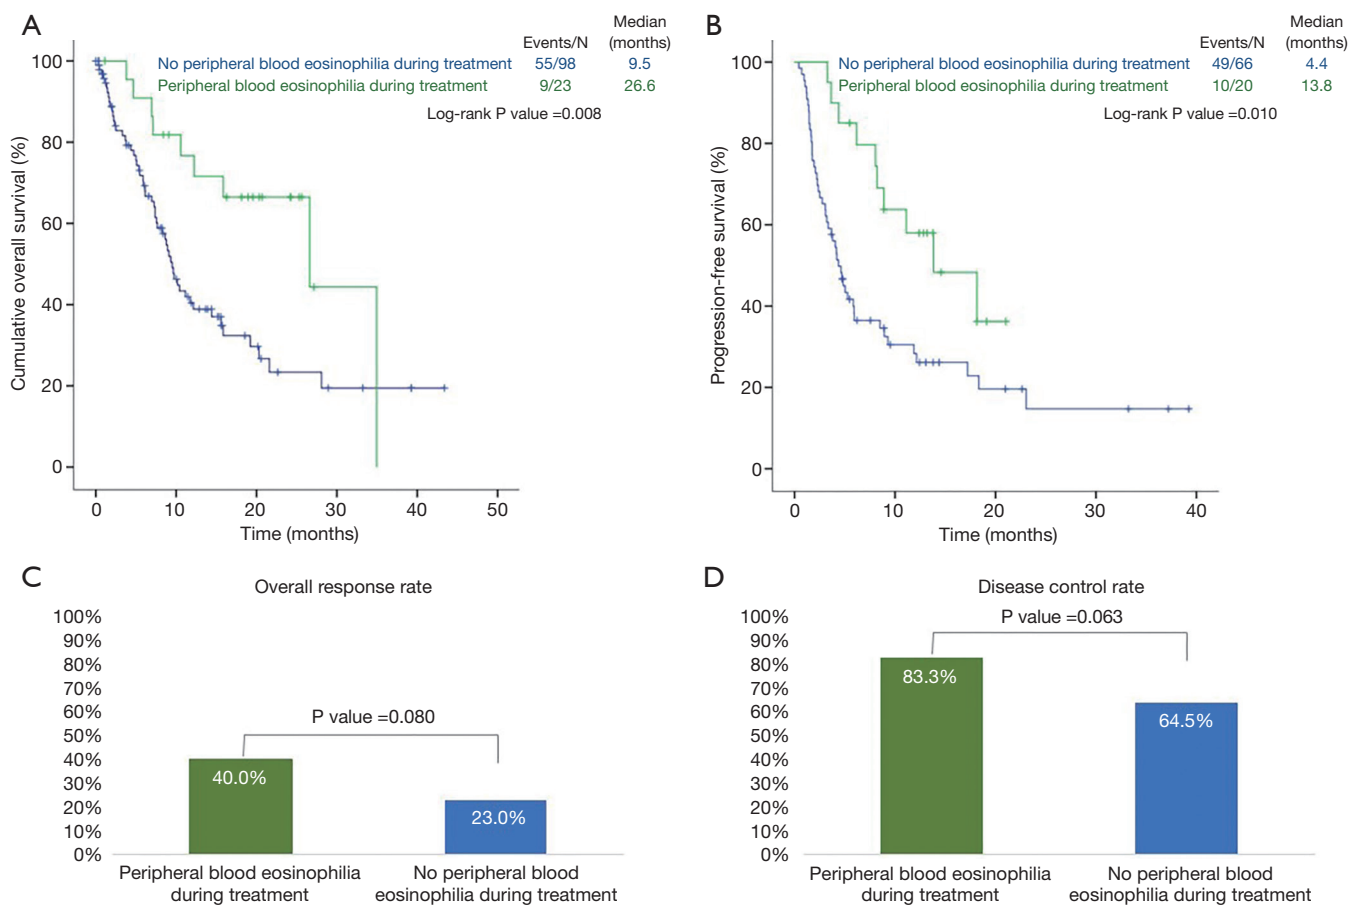 A
Median
Events/N (months)
No peripheral blood eosinophilia during treatment 55/98 9.5
Peripheral blood eosinophilia during treatment 9/23 26.6
Log-rank P value =0.008
Cumulative overall survival (%)
100
80
60
40
20
0
0 10 20 30 40 50
Time (months)
B
Median
Events/N (months)
No peripheral blood eosinophilia during treatment 49/66 4.4
Peripheral blood eosinophilia during treatment 10/20 13.8
Log-rank P value =0.010
Progression-free survival (%)
100
80
60
40
20
0
0 10 20 30 40
Time (months)
C
Overall response rate
100%
90%
80%
70%
60%
50%
40%
30%
20%
10%
0%
P value =0.080
40.0%
23.0%
Peripheral blood eosinophilia
during treatment
No peripheral blood
eosinophilia during treatment
D
Disease control rate
100%
90%
80%
70%
60%
50%
40%
30%
20%
10%
0%
P value =0.063
83.3%
64.5%
Peripheral blood eosinophilia
during treatment
No peripheral blood
eosinophilia during treatment